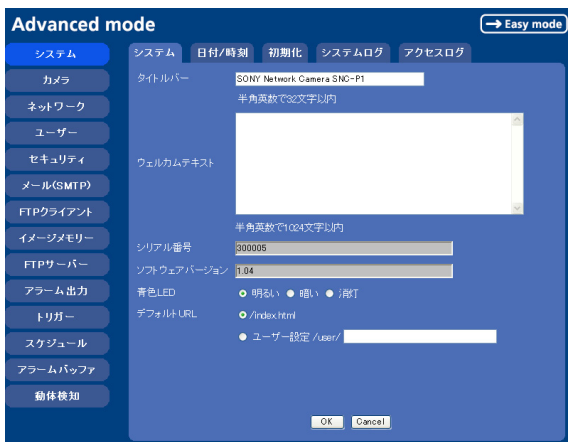 Advanced mode
→ Easy mode
システム
カメラ
ネットワーク
ユーザー
セキュリティ
メール(SMTP)
FTPクライアント
イメージメモリー
FTPサーバー
アラーム出力
トリガー
スケジュール
アラームバッファ
動体検知
システム 日付/時刻 初期化 システムログ アクセスログ
タイトルバー SONY Network Camera SNC-P1
半角英数で32文字以内
ウェルカムテキスト
半角英数で1024文字以内
シリアル番号 300005
ソフトウェアバージョン 1.04
青色LED 明るい 暗い 消灯
デフォルトURL /index.html
ユーザー設定 /user/
OK Cancel